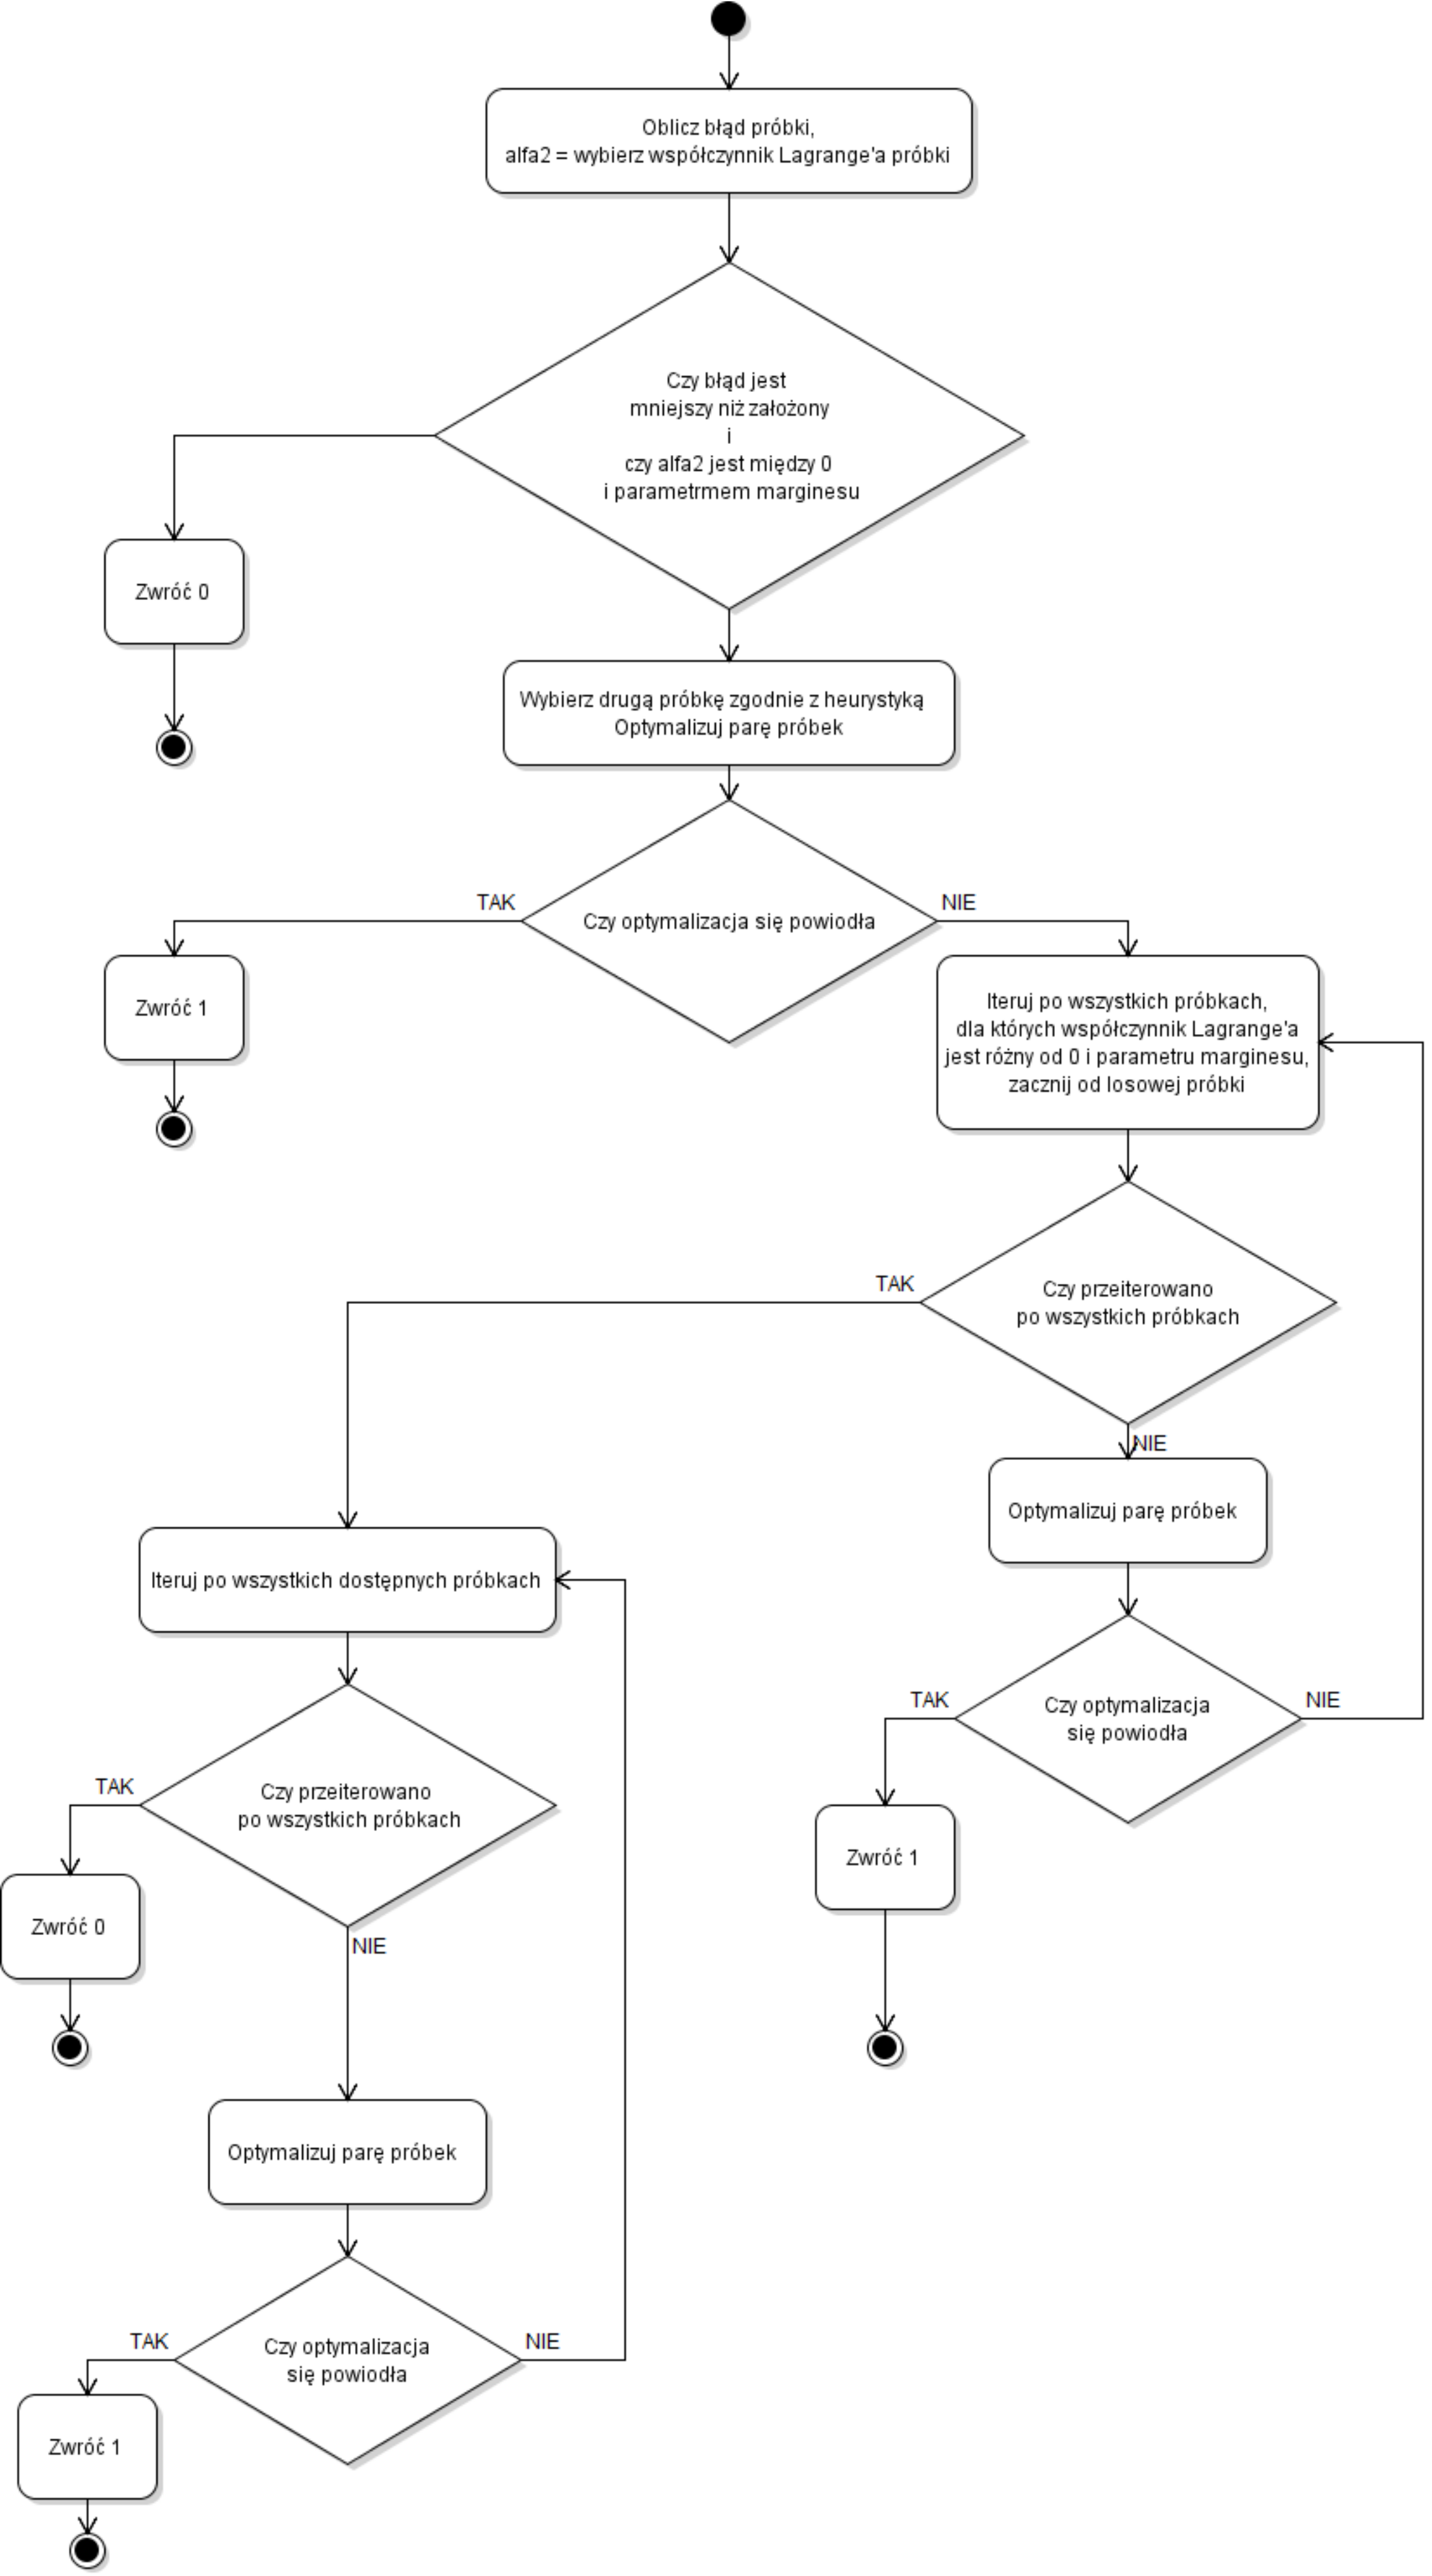 Oblicz błąd próbki,
alfa2 = wybierz współczynnik Lagrange'a próbki
Czy błąd jest
mniejszy niż założony
i
czy alfa2 jest między 0
i parametrmem marginesu
Zwróć 0
Wybierz drugą próbkę zgodnie z heurystyką
Optymalizuj parę próbek
TAK
Czy optymalizacja się powiodła
NIE
Zwróć 1
Iteruj po wszystkich próbkach,
dla których współczynnik Lagrange'a
jest różny od 0 i parametru marginesu,
zacznij od losowej próbki
TAK
Czy przeiterowano
po wszystkich próbkach
NIE
Optymalizuj parę próbek
TAK
Czy optymalizacja
się powiodła
NIE
Zwróć 1
Iteruj po wszystkich dostępnych próbkach
TAK
Czy przeiterowano
po wszystkich próbkach
Zwróć 0
NIE
Optymalizuj parę próbek
TAK
Czy optymalizacja
się powiodła
NIE
Zwróć 1